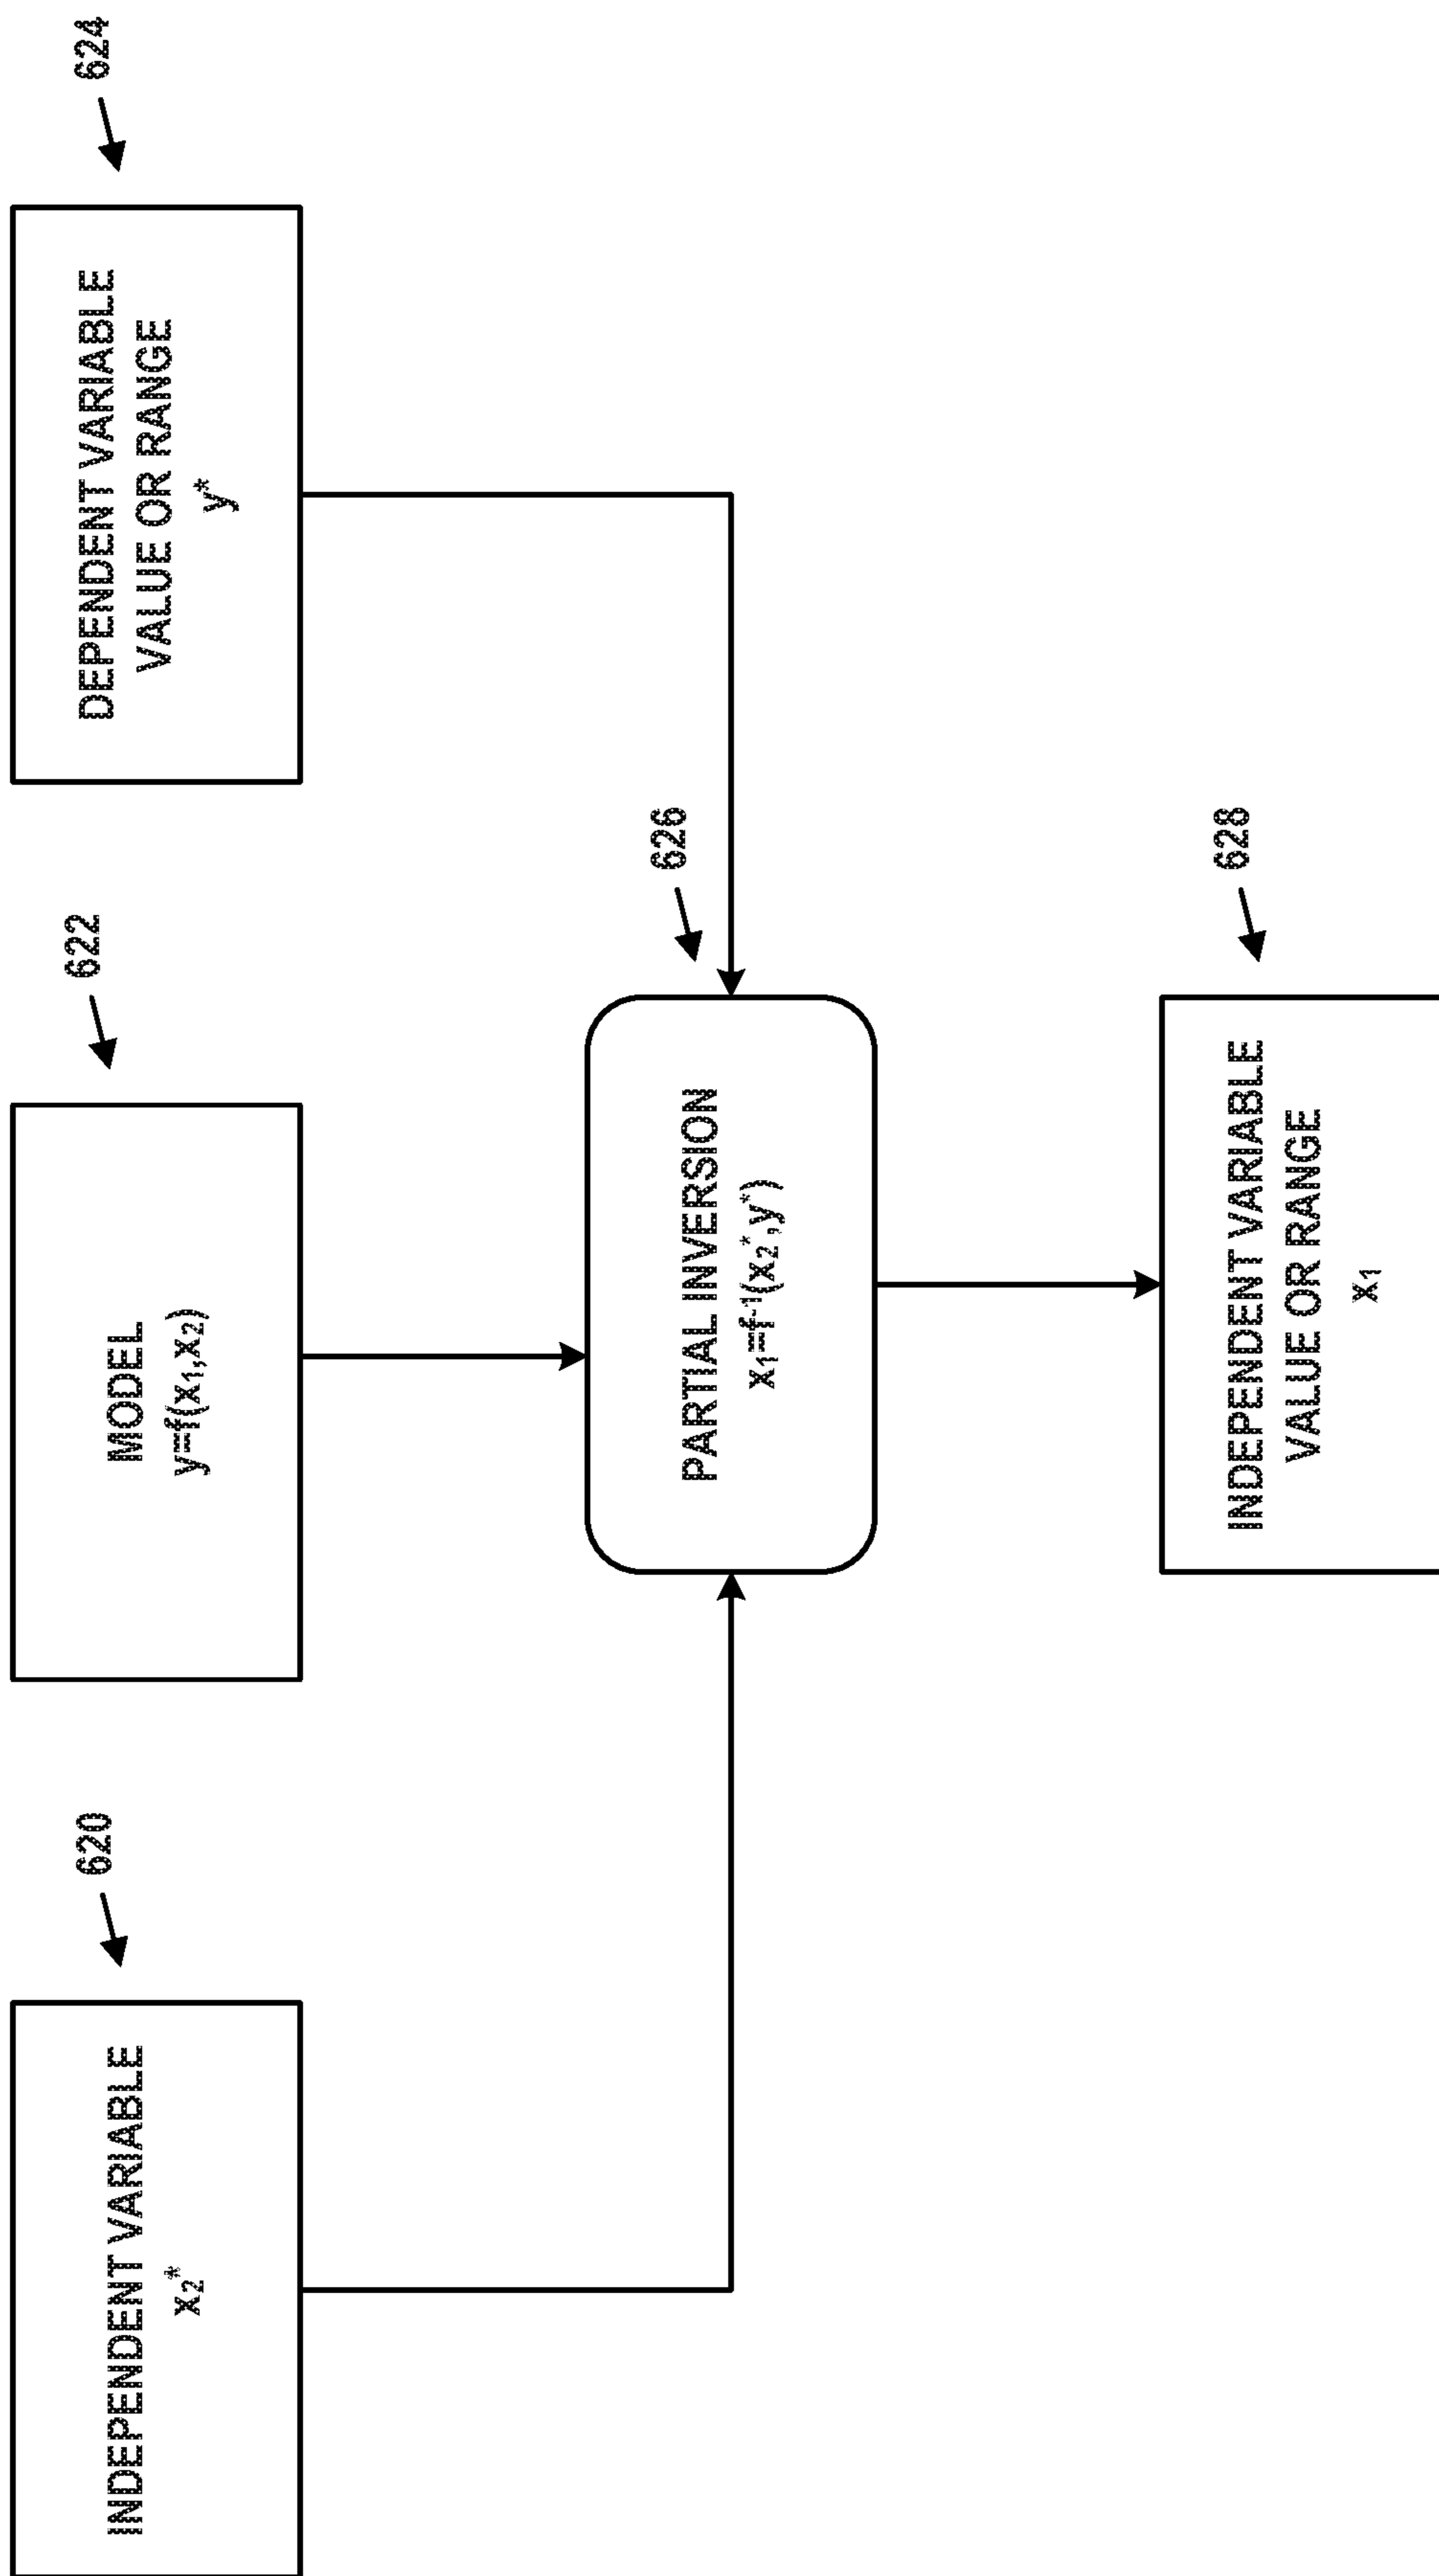 620
INDEPENDENT VARIABLE
x₂*
622
MODEL
y=f(x₁,x₂)
624
DEPENDENT VARIABLE
VALUE OR RANGE
y*
626
PARTIAL INVERSION
x₁=f⁻¹(x₂*,y*)
628
INDEPENDENT VARIABLE
VALUE OR RANGE
x₁